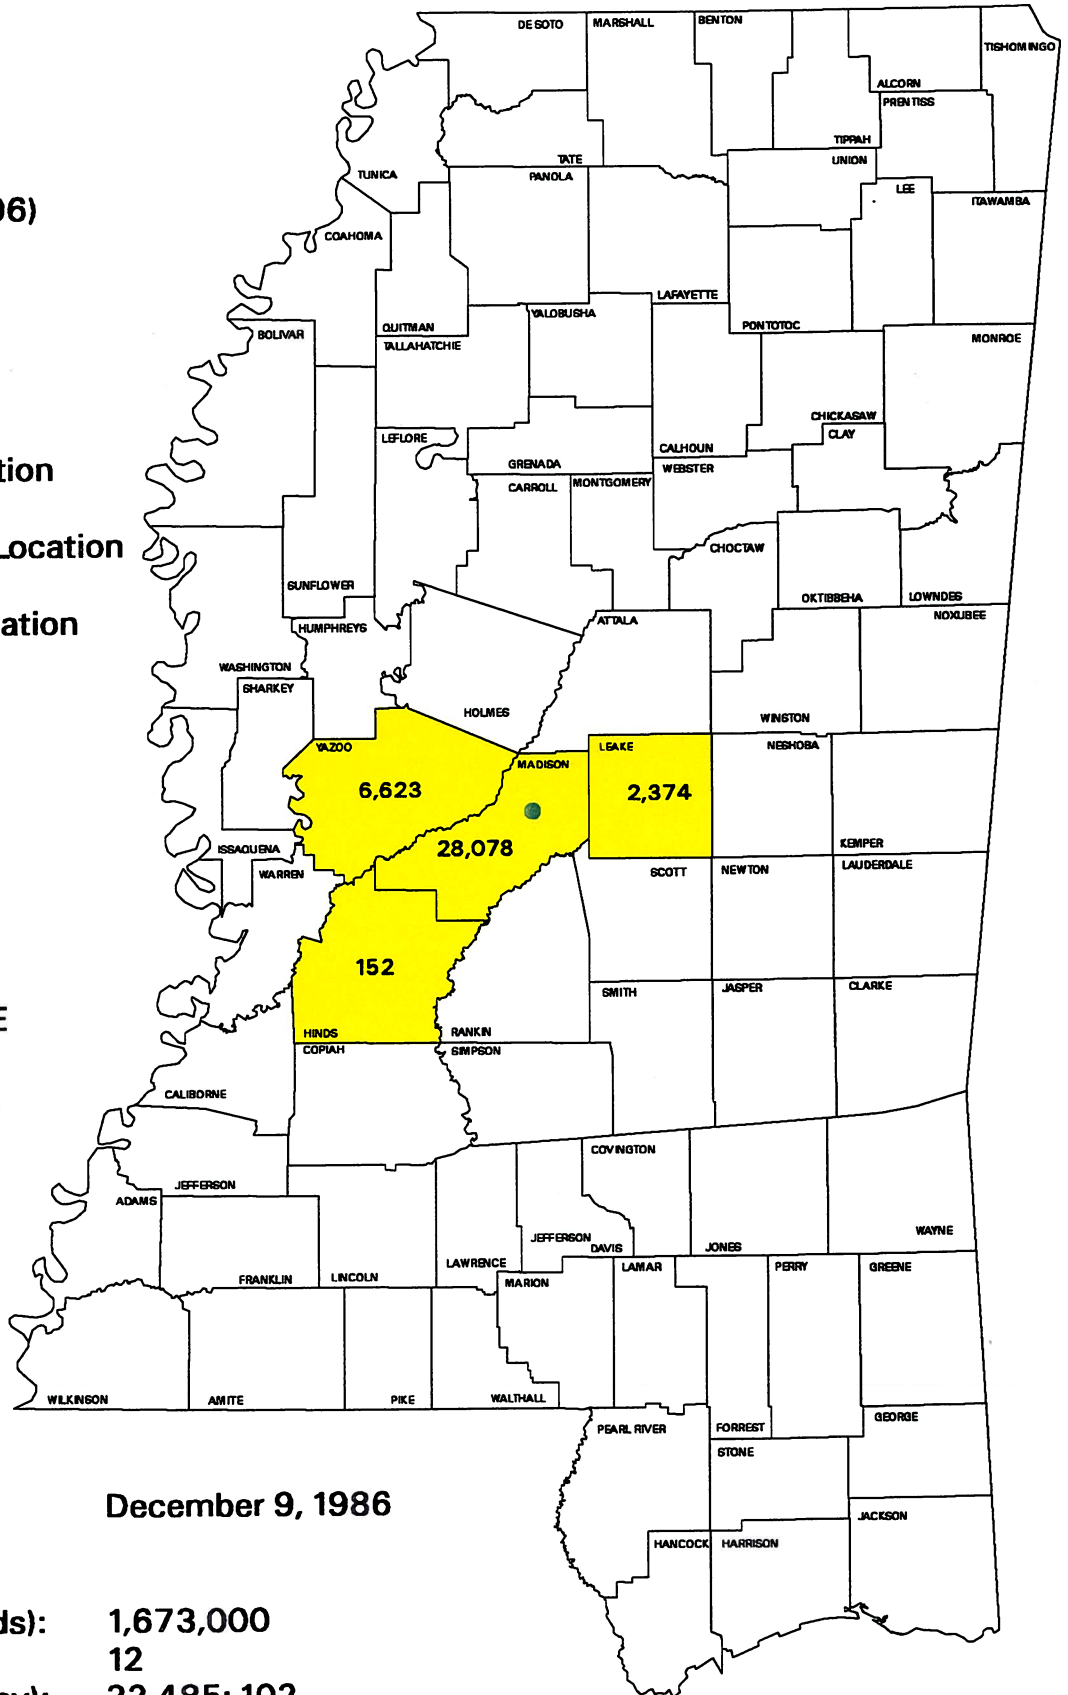 DE SOTO
MARSHALL
BENTON
TISHOMINGO
ALCORN
PRENTISS
TIPPAH
TATE
UNION
TUNICA
PANOLA
LEE
ITAWAMBA
06)
COAHOMA
LAFAYETTE
YALOBUSHA
QUITMAN
PONTOTOC
BOLIVAR
TALLAHATCHIE
MONROE
CHICKASAW
CLAY
LEFLORE
CALHOUN
GRENADA
WEBSTER
tion
CARROLL
MONTGOMERY
Location
CHOCTAW
SUNFLOWER
OKTIBBEHA
LOWNDES
NOXUBEE
ation
HUMPHREYS
ATTALA
WASHINGTON
SHARKEY
HOLMES
WINSTON
YAZOO
LEAKE
NESHOBA
MADISON
6,623
2,374
28,078
KEMPER
ISSAQUENA
WARREN
SCOTT
NEWTON
LAUDERDALE
152
SMITH
JASPER
CLARKE
E
HINDS
RANKIN
COPIAH
SIMPSON
CALIBORNE
COVINGTON
JEFFERSON
ADAMS
WAYNE
JEFFERSON
DAVIS
JONES
LAWRENCE
LAMAR
PERRY
GREENE
FRANKLIN
LINCOLN
MARION
WILKINSON
AMITE
PIKE
WALTHALL
GEORGE
PEARL RIVER
FORREST
STONE
December 9, 1986
JACKSON
HANCOCK
HARRISON
ds): 1,673,000
12
22,485; 102